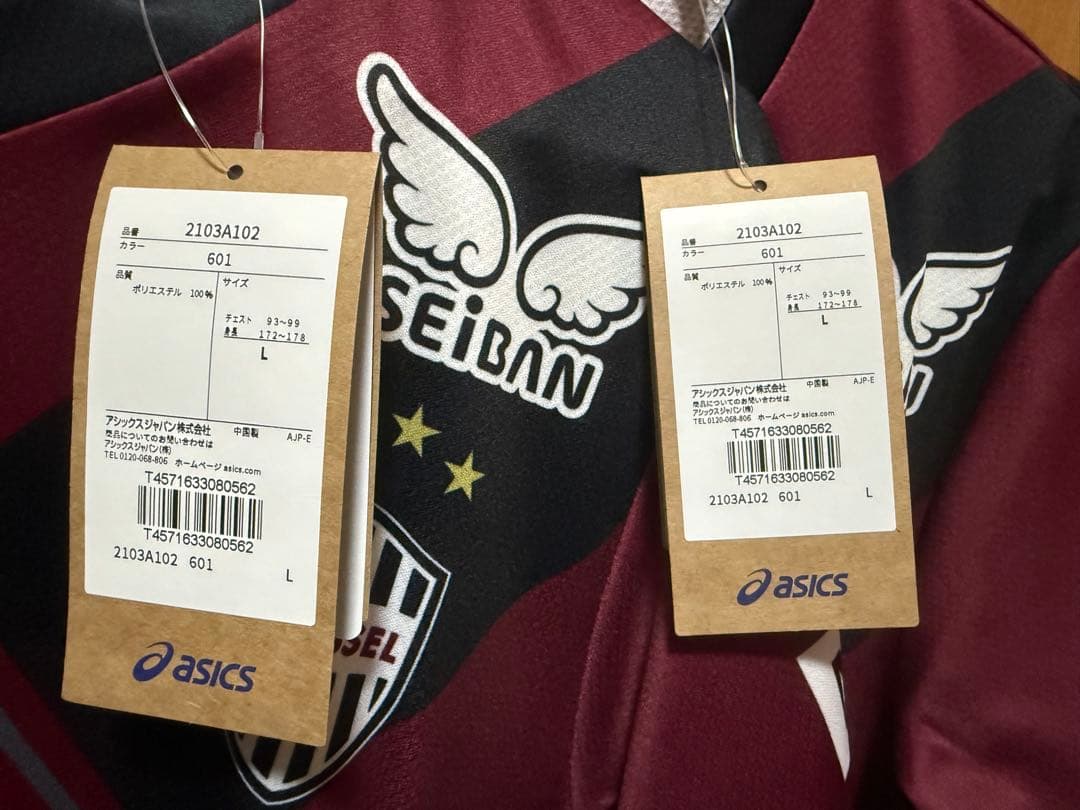 品番 2103A102
カラー 601
品質 サイズ
ポリエステル 100%
チェスト 93~99
身長 172~178
L
アシックスジャパン株式会社 中国製 AJP-E
商品についてのお問い合わせは
アシックスジャパン(株)
TEL 0120-068-806 ホームページ asics.com
T4571633080562
T4571633080562
2103A102 601 L
asics
SEiBAN
SSEL
品番 2103A102
カラー 601
品質 サイズ
ポリエステル 100%
チェスト 93~99
身長 172~178
L
アシックスジャパン株式会社 中国製 AJP-E
商品についてのお問い合わせは
アシックスジャパン(株)
TEL 0120-068-806 ホームページ asics.com
T4571633080562
T4571633080562
2103A102 601 L
asics